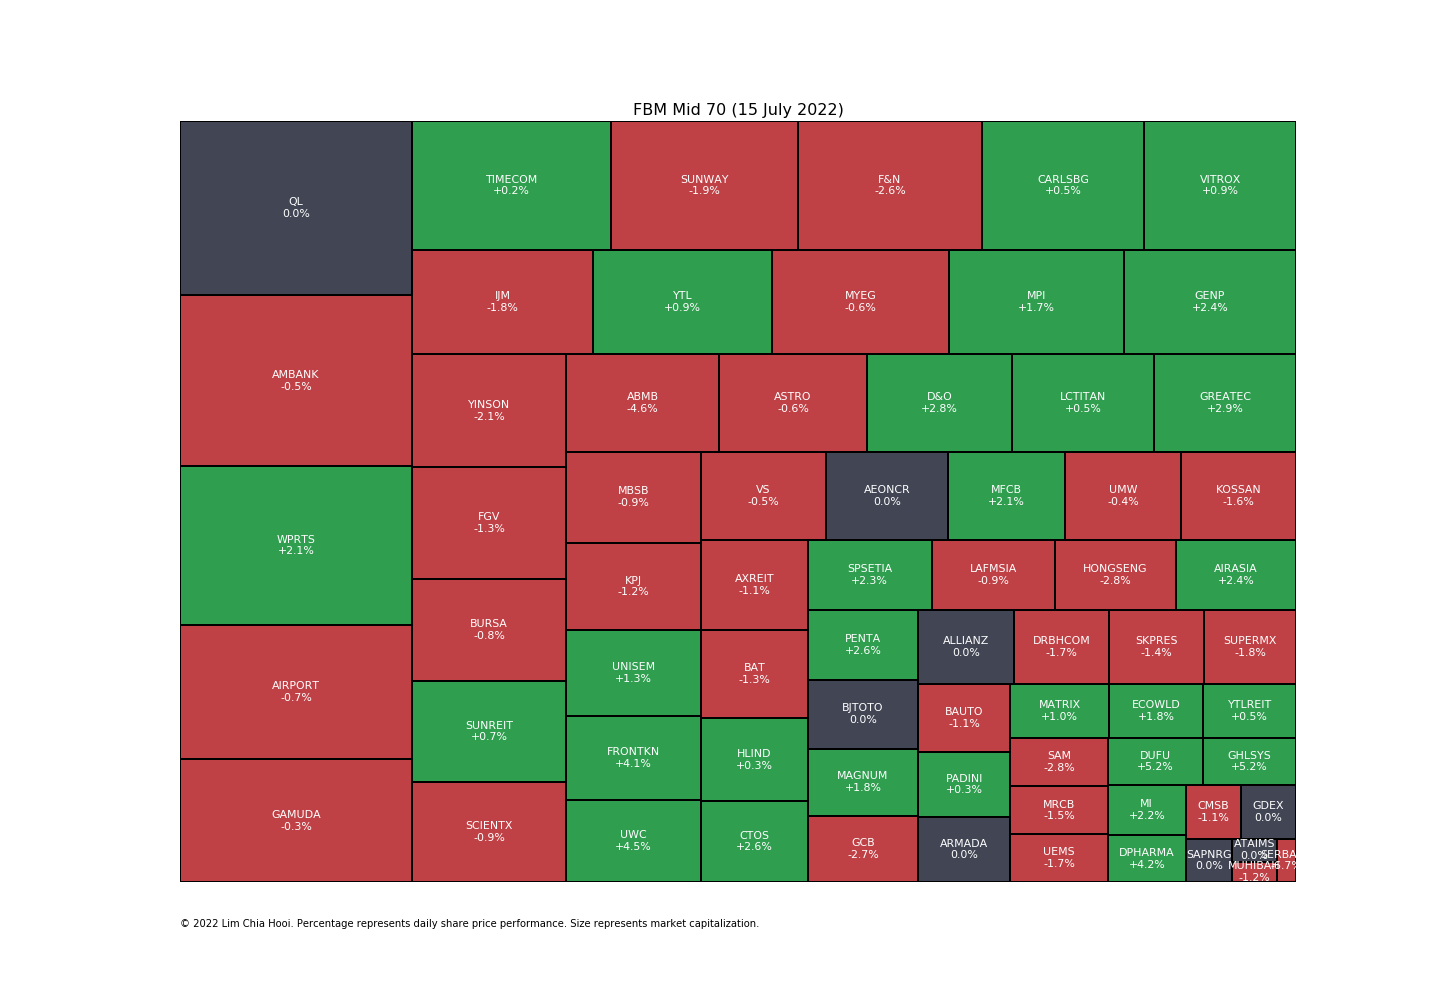 FBM Mid 70 (15 July 2022)
QL
0.0%
AMBANK
-0.5%
WPRTS
+2.1%
AIRPORT
-0.7%
GAMUDA
-0.3%
TIMECOM
+0.2%
SUNWAY
-1.9%
F&N
-2.6%
CARLSBG
+0.5%
VITROX
+0.9%
IJM
-1.8%
YTL
+0.9%
MYEG
-0.6%
MPI
+1.7%
GENP
+2.4%
YINSON
-2.1%
FGV
-1.3%
BURSA
-0.8%
SUNREIT
+0.7%
SCIENTX
-0.9%
ABMB
-4.6%
ASTRO
-0.6%
D&O
+2.8%
LCTITAN
+0.5%
GREATEC
+2.9%
MBSB
-0.9%
KPJ
-1.2%
UNISEM
+1.3%
FRONTKN
+4.1%
UWC
+4.5%
VS
-0.5%
AEONCR
0.0%
MFCB
+2.1%
UMW
-0.4%
KOSSAN
-1.6%
AXREIT
-1.1%
BAT
-1.3%
HLIND
+0.3%
CTOS
+2.6%
SPSETIA
+2.3%
LAFMSIA
-0.9%
HONGSENG
-2.8%
AIRASIA
+2.4%
PENTA
+2.6%
BJTOTO
0.0%
MAGNUM
+1.8%
GCB
-2.7%
ALLIANZ
0.0%
DRBHCOM
-1.7%
SKPRES
-1.4%
SUPERMX
-1.8%
BAUTO
-1.1%
PADINI
+0.3%
ARMADA
0.0%
MATRIX
+1.0%
ECOWLD
+1.8%
YTLREIT
+0.5%
SAM
-2.8%
MRCB
-1.5%
UEMS
-1.7%
DUFU
+5.2%
GHLSYS
+5.2%
MI
+2.2%
DPHARMA
+4.2%
CMSB
-1.1%
GDEX
0.0%
SAPNRG
0.0%
ATAIMS
0.0%
MUHIBAH
-1.2%
© 2022 Lim Chia Hooi. Percentage represents daily share price performance. Size represents market capitalization.